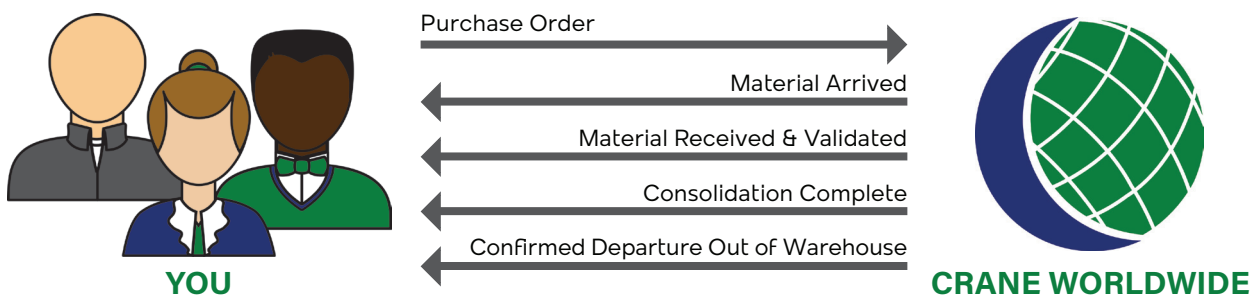 Purchase Order
Material Arrived
Material Received & Validated
Consolidation Complete
Confirmed Departure Out of Warehouse
YOU
CRANE WORLDWIDE